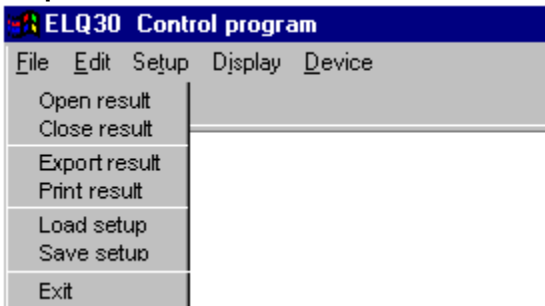 ELQ30 Control program
File Edit Setup Display Device
Open result
Close result
Export result
Print result
Load setup
Save setup
Exit